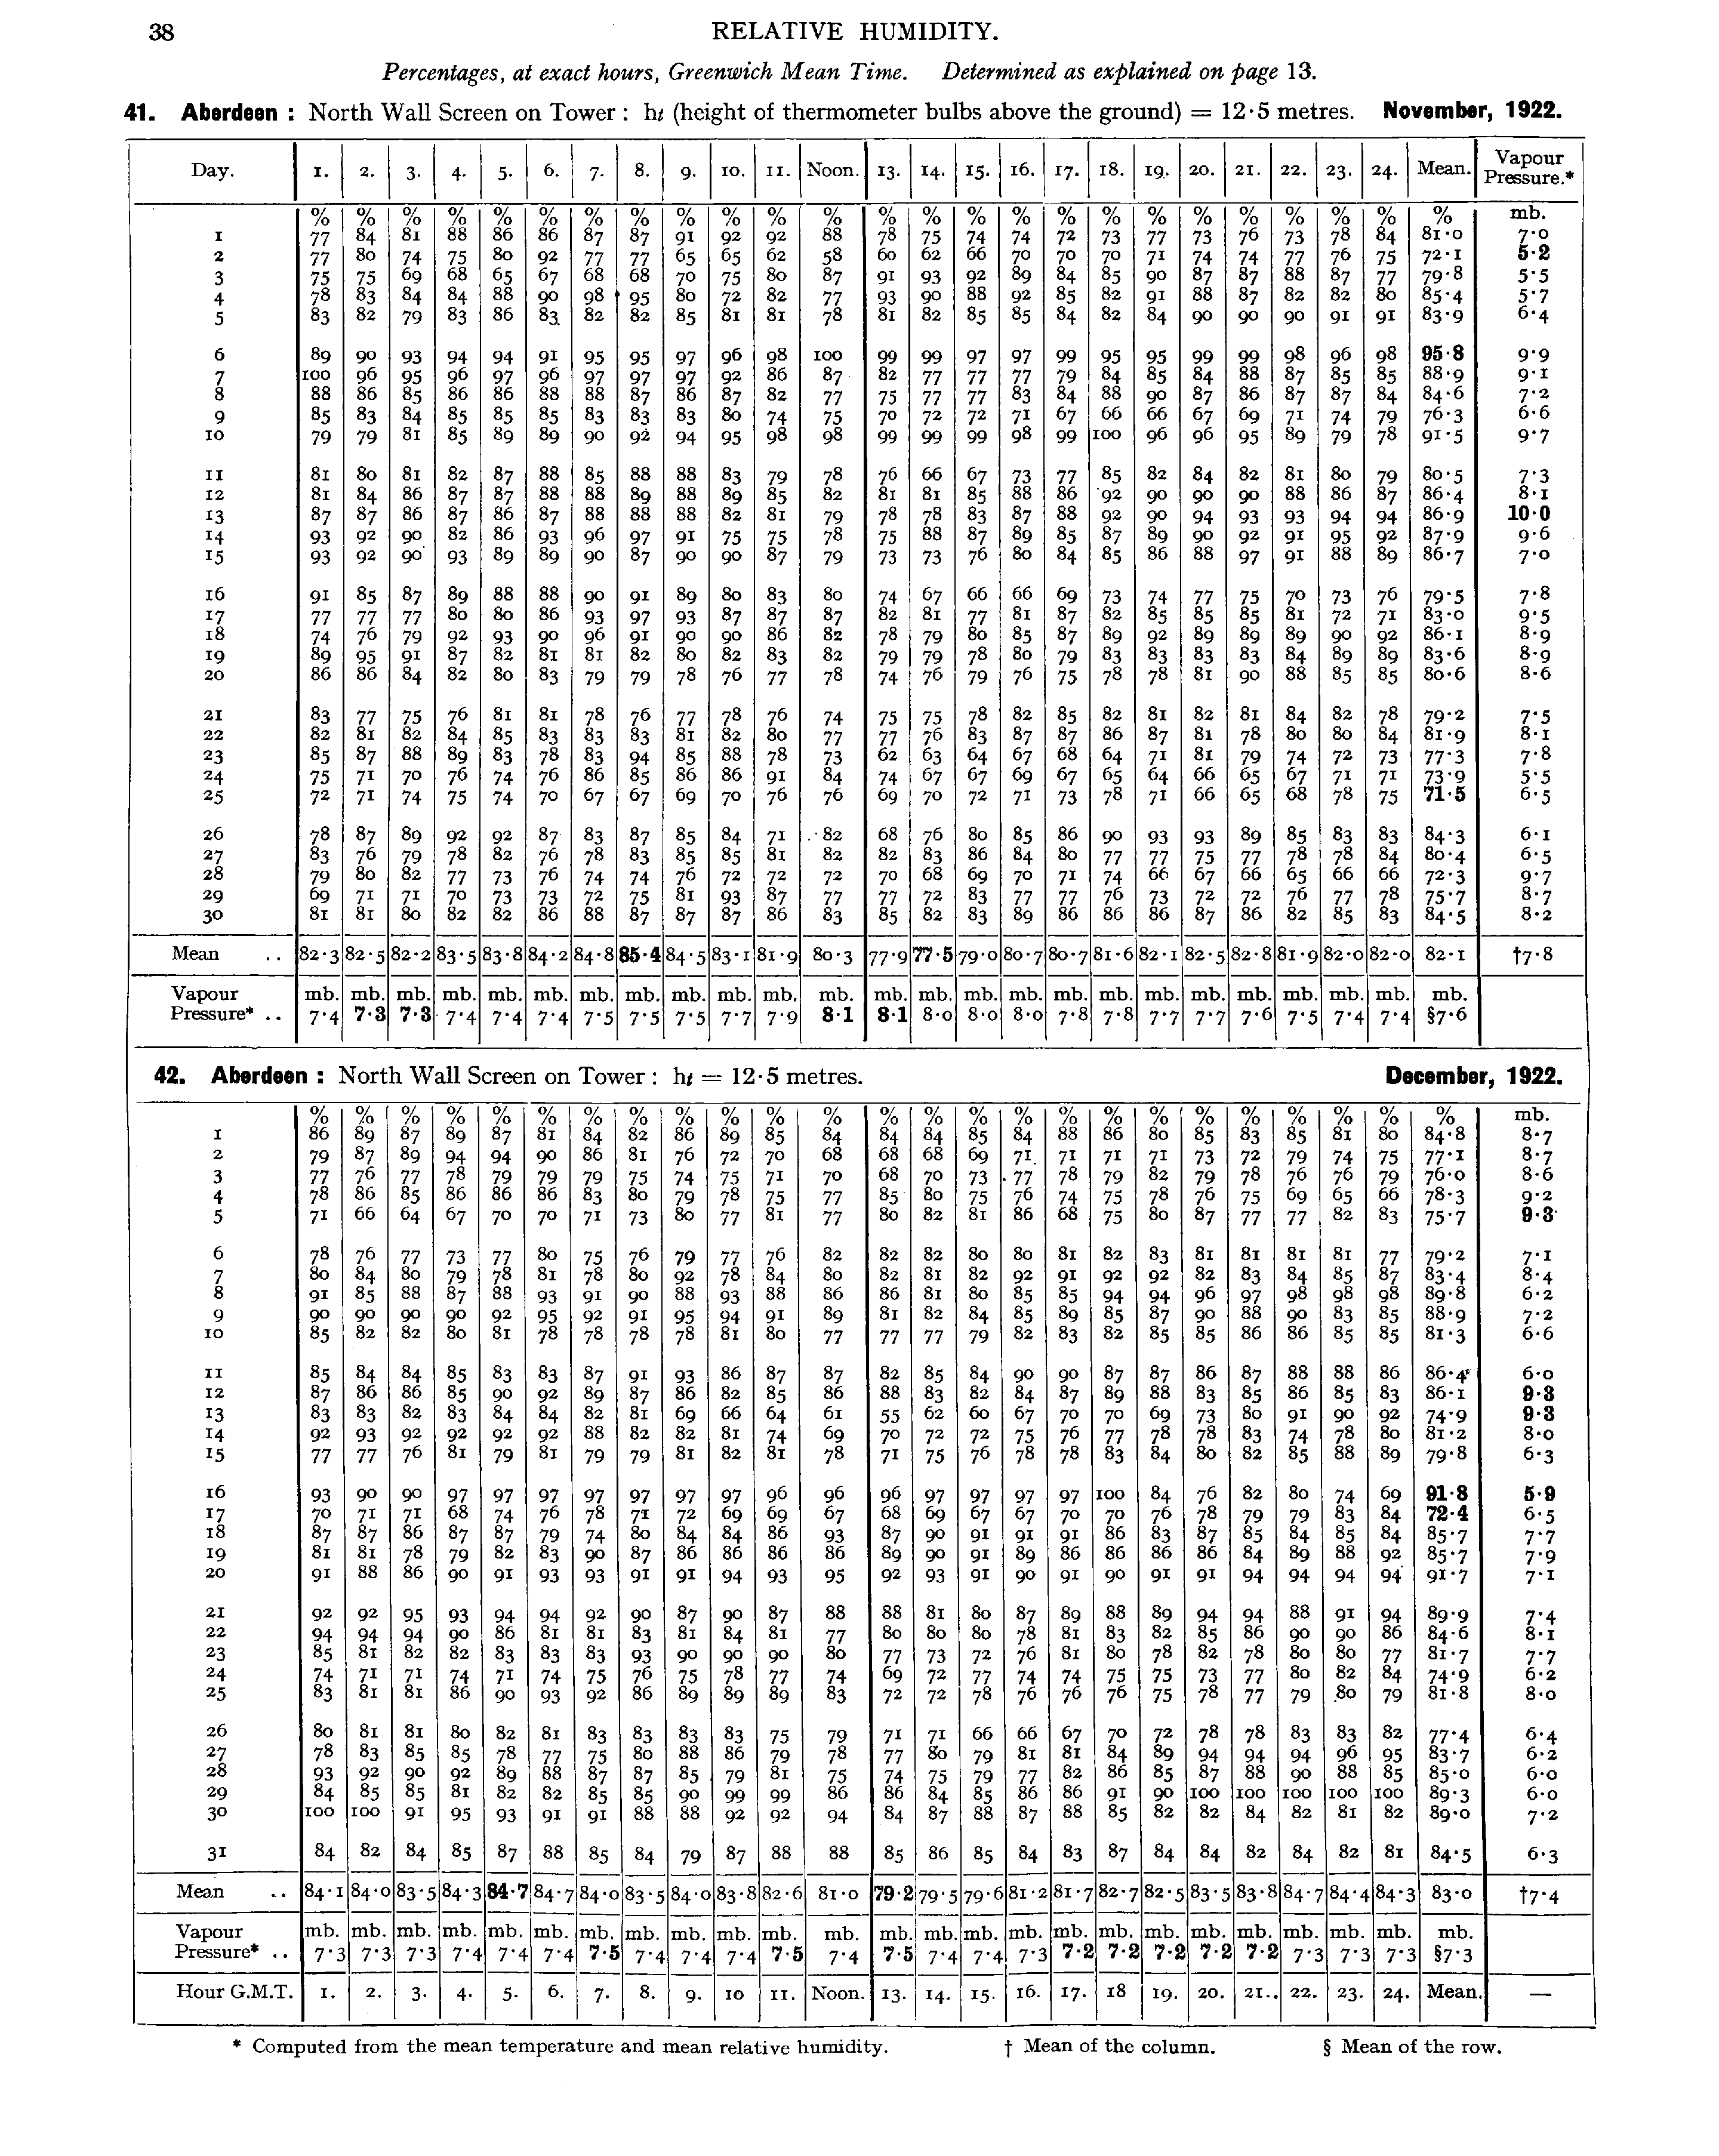 38
RELATIVE HUMIDITY.
Percentages, at exact hours, Greenwich Mean Time. Determined as explained on page 13.
41. Aberdeen : North Wall Screen on Tower : ht (height of thermometer bulbs above the ground) = 12·5 metres. November, 1922.
Day. 1. 2. 3. 4. 5. 6. 7. 8. 9. 10. 11. Noon. 13. 14. 15. 16. 17. 18. 19. 20. 21. 22. 23. 24. Mean. Vapour Pressure.*
% % % % % % % % % % % % % % % % % % % % % % % % % mb.
1 77 84 81 88 86 86 87 87 91 92 92 88 78 75 74 74 72 73 77 73 76 73 78 84 81·0 7·0
2 77 80 74 75 80 92 77 77 65 65 62 58 60 62 66 70 70 70 71 74 74 77 76 75 72·1 5·2
3 75 75 69 68 65 67 68 68 70 75 80 87 91 93 92 89 84 85 90 87 87 88 87 77 79·8 5·5
4 78 83 84 84 88 90 98 95 80 72 82 77 93 90 88 92 85 82 91 88 87 82 82 80 85·4 5·7
5 83 82 79 83 86 83 82 82 85 81 81 78 81 82 85 85 84 82 84 90 90 90 91 91 83·9 6·4
6 89 90 93 94 94 91 95 95 97 96 98 100 99 99 97 97 99 95 95 99 99 98 96 98 95·8 9·9
7 100 96 95 96 97 96 97 97 97 92 86 87 82 77 77 77 79 84 85 84 88 87 85 85 88·9 9·1
8 88 86 85 86 86 88 88 87 86 87 82 77 75 77 77 83 84 88 90 87 86 87 87 84 84·6 7·2
9 85 83 84 85 85 85 83 83 83 80 74 75 70 72 72 71 67 66 66 67 69 71 74 79 76·3 6·6
10 79 79 81 85 89 89 90 92 94 95 98 98 99 99 99 98 99 100 96 96 95 89 79 78 91·5 9·7
11 81 80 81 82 87 88 85 88 88 83 79 78 76 66 67 73 77 85 82 84 82 81 80 79 80·5 7·3
12 81 84 86 87 87 88 88 89 88 89 85 82 81 81 85 88 86 92 90 90 90 88 86 87 86·4 8·1
13 87 87 86 87 86 87 88 88 88 82 81 79 78 78 83 87 88 92 90 94 93 93 94 94 86·9 10·0
14 93 92 90 82 86 93 96 97 91 75 75 78 75 88 87 89 85 87 89 90 92 91 95 92 87·9 9·6
15 93 92 90 93 89 89 90 87 90 90 87 79 73 73 76 80 84 85 86 88 97 91 88 89 86·7 7·0
16 91 85 87 89 88 88 90 91 89 80 83 80 74 67 66 66 69 73 74 77 75 70 73 76 79·5 7·8
17 77 77 77 80 80 86 93 97 93 87 87 87 82 81 77 81 87 82 85 85 85 81 72 71 83·0 9·5
18 74 76 79 92 93 90 96 91 90 90 86 82 78 79 80 85 87 89 92 89 89 89 90 92 86·1 8·9
19 89 95 91 87 82 81 81 82 80 82 83 82 79 79 78 80 79 83 83 83 83 84 89 89 83·6 8·9
20 86 86 84 82 80 83 79 79 78 76 77 78 74 76 79 76 75 78 78 81 90 88 85 85 80·6 8·6
21 83 77 75 76 81 81 78 76 77 78 76 74 75 75 78 82 85 82 81 82 81 84 82 78 79·2 7·5
22 82 81 82 84 85 83 83 83 81 82 80 77 77 76 83 87 87 86 87 81 78 80 80 84 81·9 8·1
23 85 87 88 89 83 78 83 94 85 88 78 73 62 63 64 67 68 64 71 81 79 74 72 73 77·3 7·8
24 75 71 70 76 74 76 86 85 86 86 91 84 74 67 67 69 67 65 64 66 65 67 71 71 73·9 5·5
25 72 71 74 75 74 70 67 67 69 70 76 76 69 70 72 71 73 78 71 66 65 68 78 75 71·5 6·5
26 78 87 89 92 92 87 83 87 85 84 71 82 68 76 80 85 86 90 93 93 89 85 83 83 84·3 6·1
27 83 76 79 78 82 76 78 83 85 85 81 82 82 83 86 84 80 77 77 75 77 78 78 84 80·4 6·5
28 79 80 82 77 73 76 74 74 76 72 72 72 70 68 69 70 71 74 66 67 66 65 66 66 72·3 9·7
29 69 71 71 70 73 73 72 75 81 93 87 77 77 72 83 77 77 76 73 72 72 76 77 78 75·7 8·7
30 81 81 80 82 82 86 88 87 87 87 86 83 85 82 83 89 86 86 86 87 86 82 85 83 84·5 8·2
Mean .. 82·3 82·5 82·2 83·5 83·8 84·2 84·8 85·4 84·5 83·1 81·9 80·3 77·9 77·5 79·0 80·7 80·7 81·6 82·1 82·5 82·8 81·9 82·0 82·0 82·1 †7·8
Vapour mb. mb. mb. mb. mb. mb. mb. mb. mb. mb. mb. mb. mb. mb. mb. mb. mb. mb. mb. mb. mb. mb. mb. mb. mb.
Pressure* .. 7·4 7·3 7·3 7·4 7·4 7·4 7·5 7·5 7·5 7·7 7·9 8·1 8·1 8·0 8·0 8·0 7·8 7·8 7·7 7·7 7·6 7·5 7·4 7·4 §7·6
42. Aberdeen : North Wall Screen on Tower : ht = 12·5 metres. December, 1922.
% % % % % % % % % % % % % % % % % % % % % % % % % mb.
1 86 89 87 89 87 81 84 82 86 89 85 84 84 84 85 84 88 86 80 85 83 85 81 80 84·8 8·7
2 79 87 89 94 94 90 86 81 76 72 70 68 68 68 69 71 71 71 71 73 72 79 74 75 77·1 8·7
3 77 76 77 78 79 79 79 75 74 75 71 70 68 70 73 77 78 79 82 79 78 76 76 79 76·0 8·6
4 78 86 85 86 86 86 83 80 79 78 75 77 85 80 75 76 74 75 78 76 75 69 65 66 78·3 9·2
5 71 66 64 67 70 70 71 73 80 77 81 77 80 82 81 86 68 75 80 87 77 77 82 83 75·7 9·3
6 78 76 77 73 77 80 75 76 79 77 76 82 82 82 80 80 81 82 83 81 81 81 81 77 79·2 7·1
7 80 84 80 79 78 81 78 80 92 78 84 80 82 81 82 92 91 92 92 82 83 84 85 87 83·4 8·4
8 91 85 88 87 88 93 91 90 88 93 88 86 86 81 80 85 85 94 94 96 97 98 98 98 89·8 6·2
9 90 90 90 90 92 95 92 91 95 94 91 89 81 82 84 85 89 85 87 90 88 90 83 85 88·9 7·2
10 85 82 82 80 81 78 78 78 78 81 80 77 77 77 79 82 83 82 85 85 86 86 85 85 81·3 6·6
11 85 84 84 85 83 83 87 91 93 86 87 87 82 85 84 90 90 87 87 86 87 88 88 86 86·4 6·0
12 87 86 86 85 90 92 89 87 86 82 85 86 88 83 82 84 87 89 88 83 85 86 85 83 86·1 9·3
13 83 83 82 83 84 84 82 81 69 66 64 61 55 62 60 67 70 70 69 73 80 91 90 92 74·9 9·3
14 92 93 92 92 92 92 88 82 82 81 74 69 70 72 72 75 76 77 78 78 83 74 78 80 81·2 8·0
15 77 77 76 81 79 81 79 79 81 82 81 78 71 75 76 78 78 83 84 80 82 85 88 89 79·8 6·3
16 93 90 90 97 97 97 97 97 97 97 96 96 96 97 97 97 97 100 84 76 82 80 74 69 91·8 5·9
17 70 71 71 68 74 76 78 71 72 69 69 67 68 69 67 67 70 70 76 78 79 79 83 84 72·4 6·5
18 87 87 86 87 87 79 74 80 84 84 86 93 87 90 91 91 91 86 83 87 85 84 85 84 85·7 7·7
19 81 81 78 79 82 83 90 87 86 86 86 86 89 90 91 89 86 86 86 86 84 89 88 92 85·7 7·9
20 91 88 86 90 91 93 93 91 91 94 93 95 92 93 91 90 91 90 91 91 94 94 94 94 91·7 7·1
21 92 92 95 93 94 94 92 90 87 90 87 88 88 81 80 87 89 88 89 94 94 88 91 94 89·9 7·4
22 94 94 94 90 86 81 81 83 81 84 81 77 80 80 80 78 81 83 82 85 86 90 90 86 84·6 8·1
23 85 81 82 82 83 83 83 93 90 90 90 80 77 73 72 76 81 80 78 82 78 80 80 77 81·7 7·7
24 74 71 71 74 71 74 75 76 75 78 77 74 69 72 77 74 74 75 75 73 77 80 82 84 74·9 6·2
25 83 81 81 86 90 93 92 86 89 89 89 83 72 72 78 76 76 76 75 78 77 79 80 79 81·8 8·0
26 80 81 81 80 82 81 83 83 83 83 75 79 71 71 66 66 67 70 72 78 78 83 83 82 77·4 6·4
27 78 83 85 85 78 77 75 80 88 86 79 78 77 80 79 81 81 84 89 94 94 94 96 95 83·7 6·2
28 93 92 90 92 89 88 87 87 85 79 81 75 74 75 79 77 82 86 85 87 88 90 88 85 85·0 6·0
29 84 85 85 81 82 82 85 85 90 99 99 86 86 84 85 86 86 91 90 100 100 100 100 100 89·3 6·0
30 100 100 91 95 93 91 91 88 88 92 92 94 84 87 88 87 88 85 82 82 84 82 81 82 89·0 7·2
31 84 82 84 85 87 88 85 84 79 87 88 88 85 86 85 84 83 87 84 84 82 84 82 81 84·5 6·3
Mean .. 84·1 84·0 83·5 84·3 84·7 84·7 84·0 83·5 84·0 83·8 82·6 81·0 79·2 79·5 79·6 81·2 81·7 82·7 82·5 83·5 83·8 84·7 84·4 84·3 83·0 †7·4
Vapour mb. mb. mb. mb. mb. mb. mb. mb. mb. mb. mb. mb. mb. mb. mb. mb. mb. mb. mb. mb. mb. mb. mb. mb. mb.
Pressure* .. 7·3 7·3 7·3 7·4 7·4 7·4 7·5 7·4 7·4 7·4 7·5 7·4 7·5 7·4 7·4 7·3 7·2 7·2 7·2 7·2 7·2 7·3 7·3 7·3 §7·3
Hour G.M.T. 1. 2. 3. 4. 5. 6. 7. 8. 9. 10 11. Noon. 13. 14. 15. 16. 17. 18 19. 20. 21.. 22. 23. 24. Mean. —
* Computed from the mean temperature and mean relative humidity. † Mean of the column. § Mean of the row.